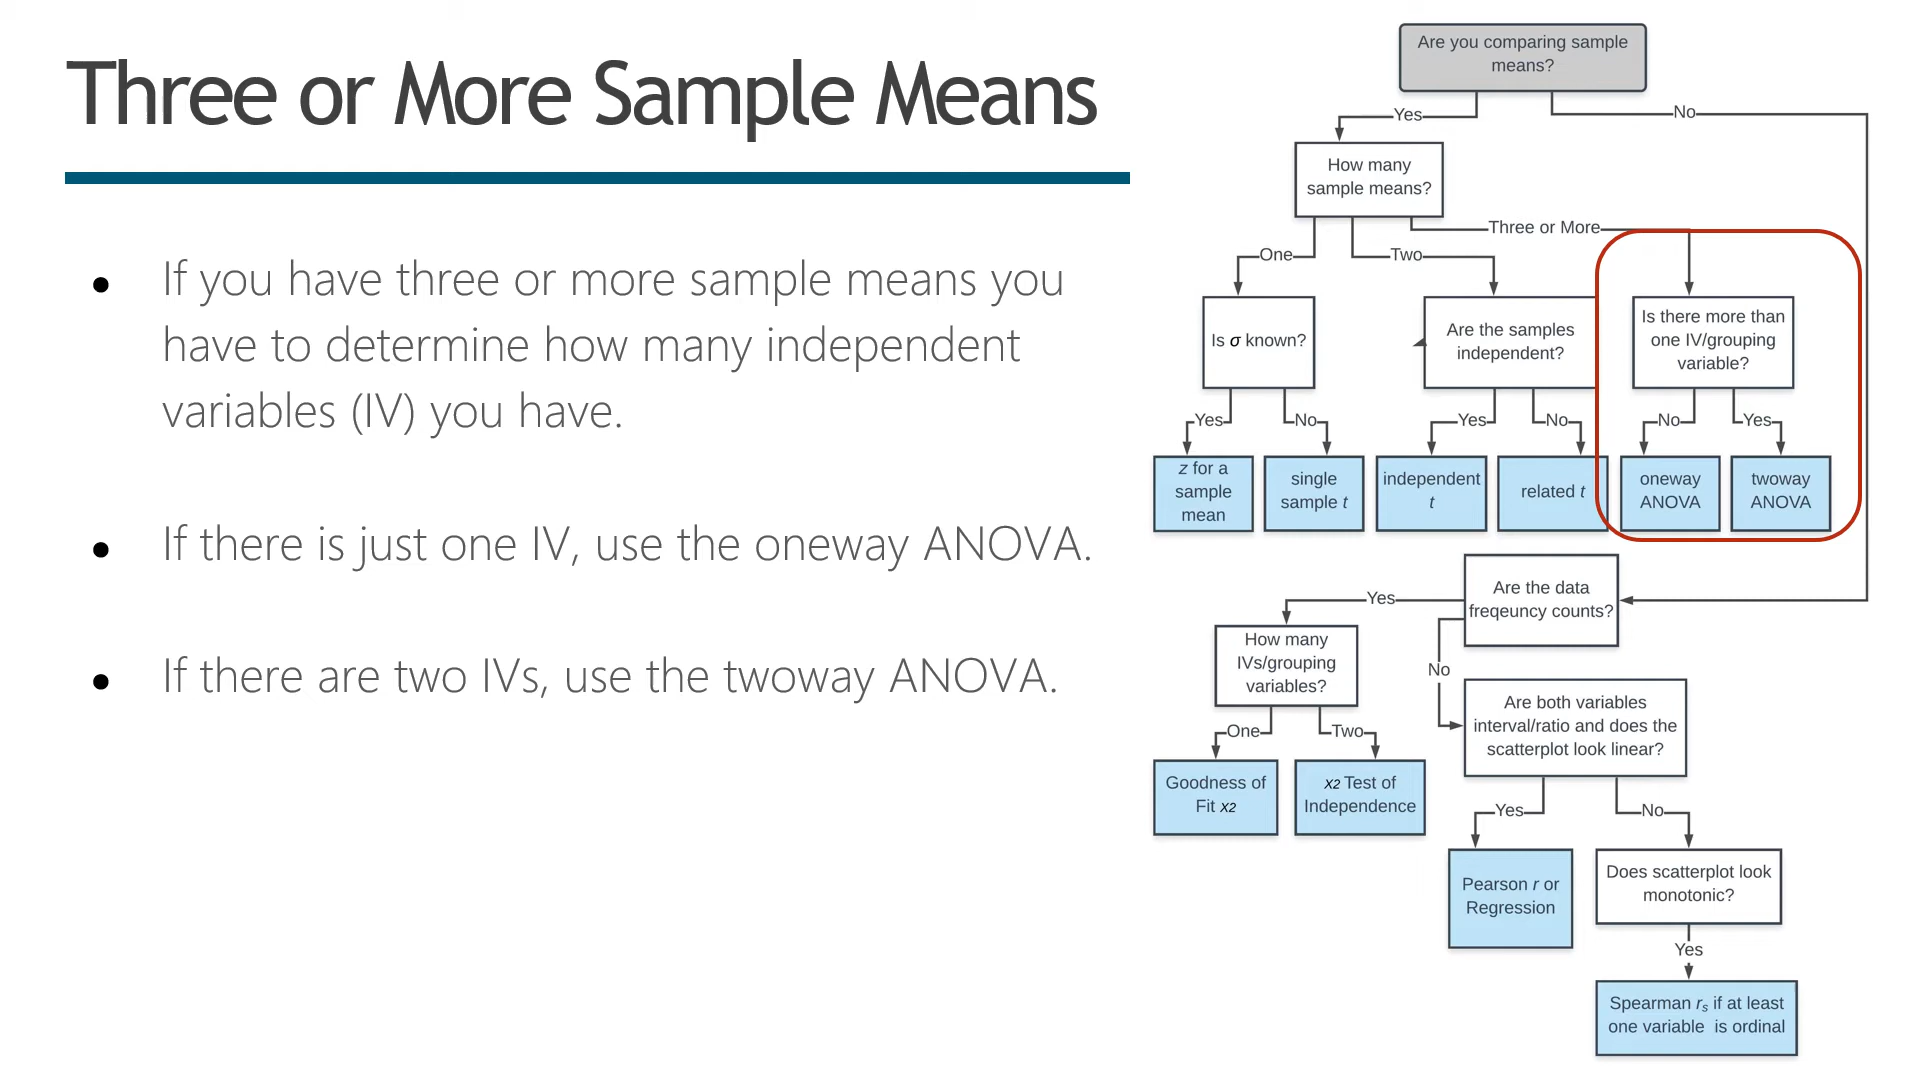 Three or More Sample Means
● If you have three or more sample means you
have to determine how many independent
variables (IV) you have.
● If there is just one IV, use the oneway ANOVA.
● If there are two IVs, use the twoway ANOVA.
Are you comparing sample
means?
Yes
No
How many
sample means?
One
Two
Three or More
Is σ known?
Are the samples
independent?
Is there more than
one IV/grouping
variable?
Yes
No
Yes
No
No
Yes
z for a
sample
mean
single
sample t
independent
t
related t
oneway
ANOVA
twoway
ANOVA
Are the data
freqeuncy counts?
Yes
No
How many
IVs/grouping
variables?
One
Two
Goodness of
Fit X2
X2 Test of
Independence
Are both variables
interval/ratio and does the
scatterplot look linear?
Yes
No
Pearson r or
Regression
Does scatterplot look
monotonic?
Yes
Spearman rₛ if at least
one variable is ordinal